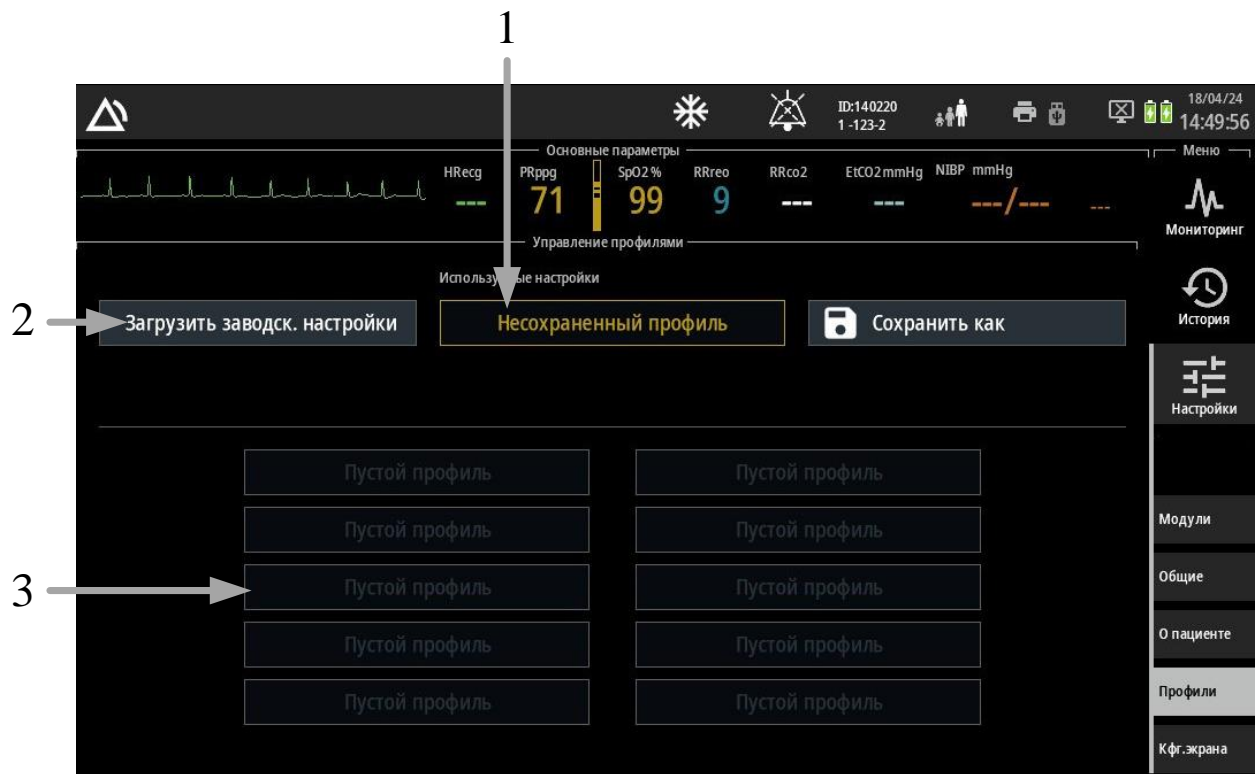 1
ID:140220
1-123-2
18/04/24
14:49:56
Основные параметры
Меню
HRecg PRppg SpO2 % RRreo RRco2 EtCO2 mmHg NIBP mmHg
--- 71 99 9 --- --- ---/--- ---
Мониторинг
Управление профилями
Используемые настройки
2
Загрузить заводск. настройки
Несохраненный профиль
Сохранить как
История
Настройки
Пустой профиль Пустой профиль
Пустой профиль Пустой профиль
Модули
3
Пустой профиль Пустой профиль
Общие
Пустой профиль Пустой профиль
О пациенте
Пустой профиль Пустой профиль
Профили
Кфг.экрана